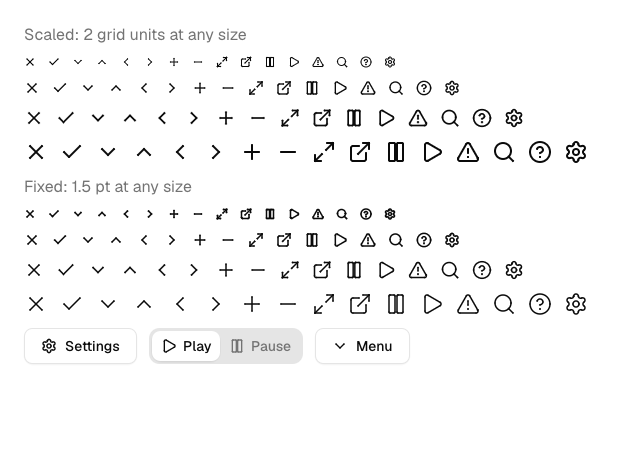 Scaled: 2 grid units at any size
Fixed: 1.5 pt at any size
Settings Play Pause Menu